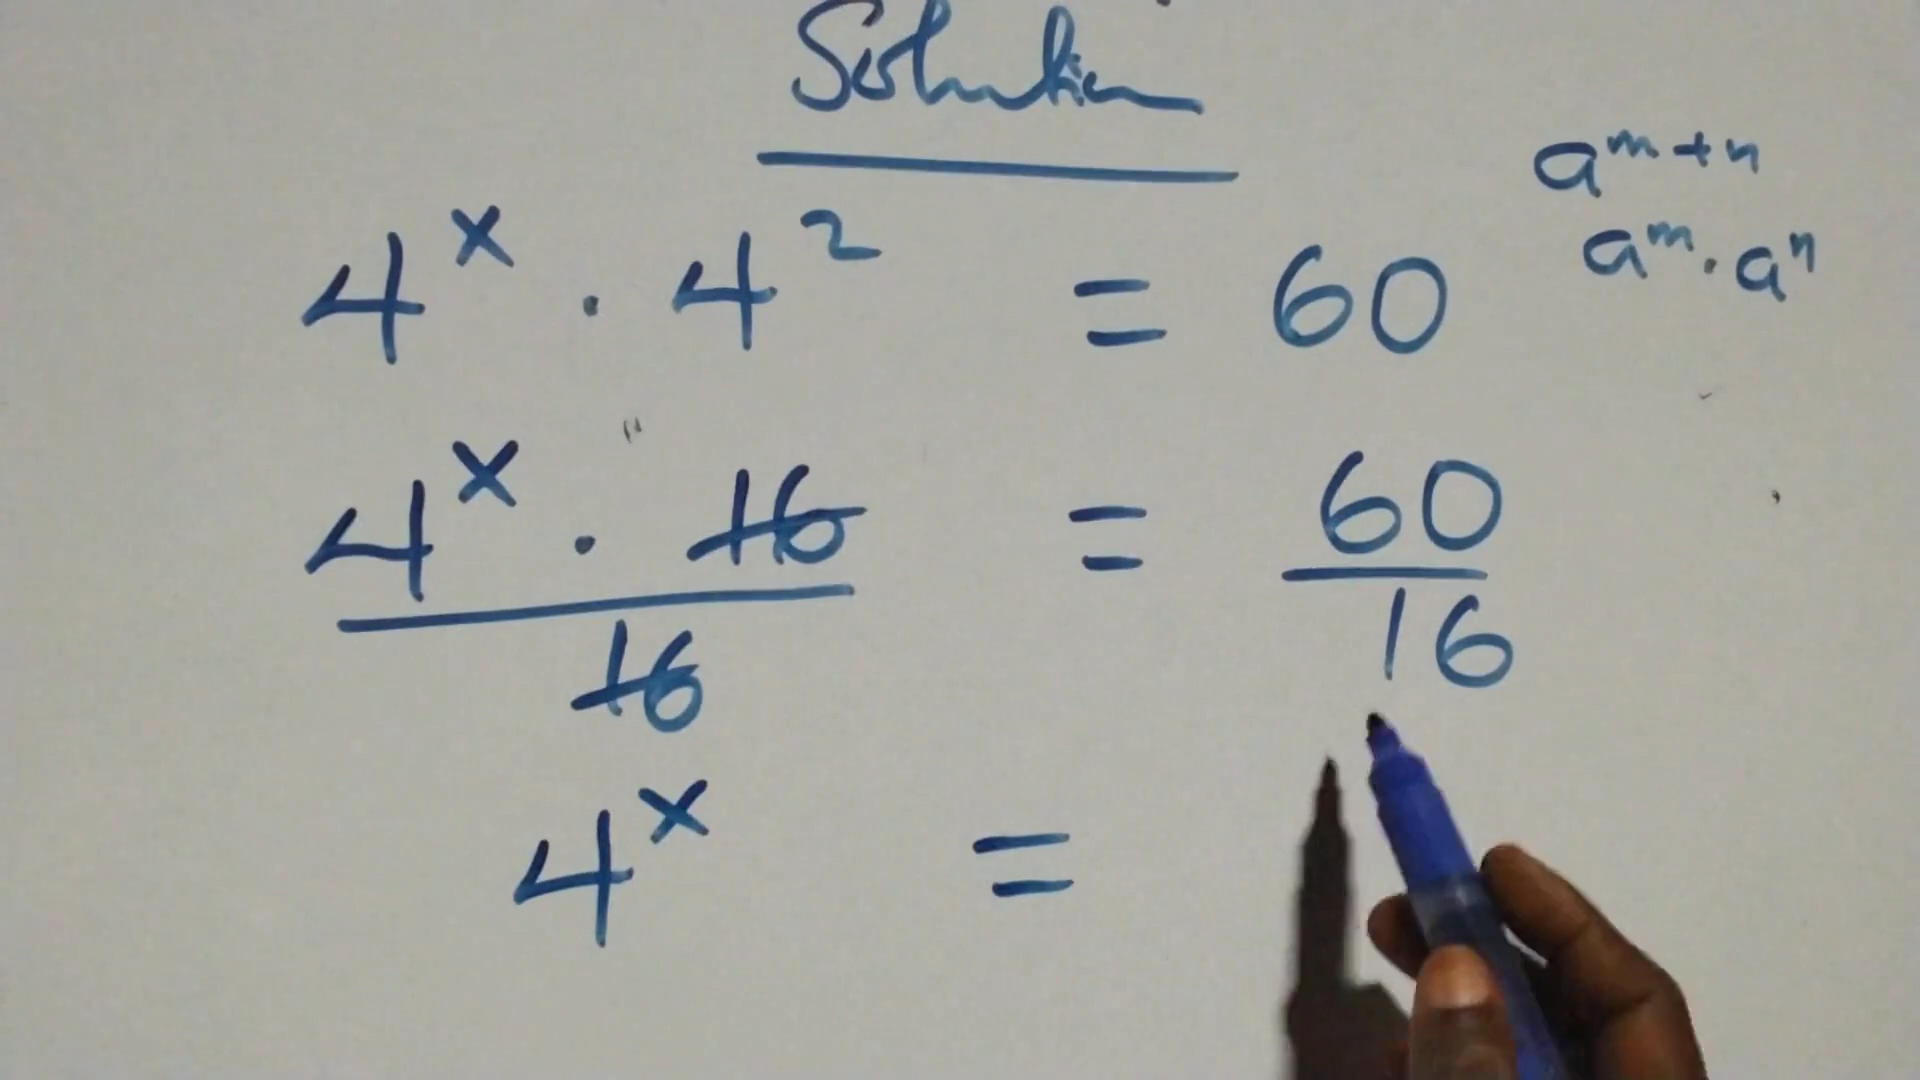 Solution
a^(m+n)
4^x · 4^2 = 60
a^m · a^n
4^x · 16 = 60
16 16
4^x =